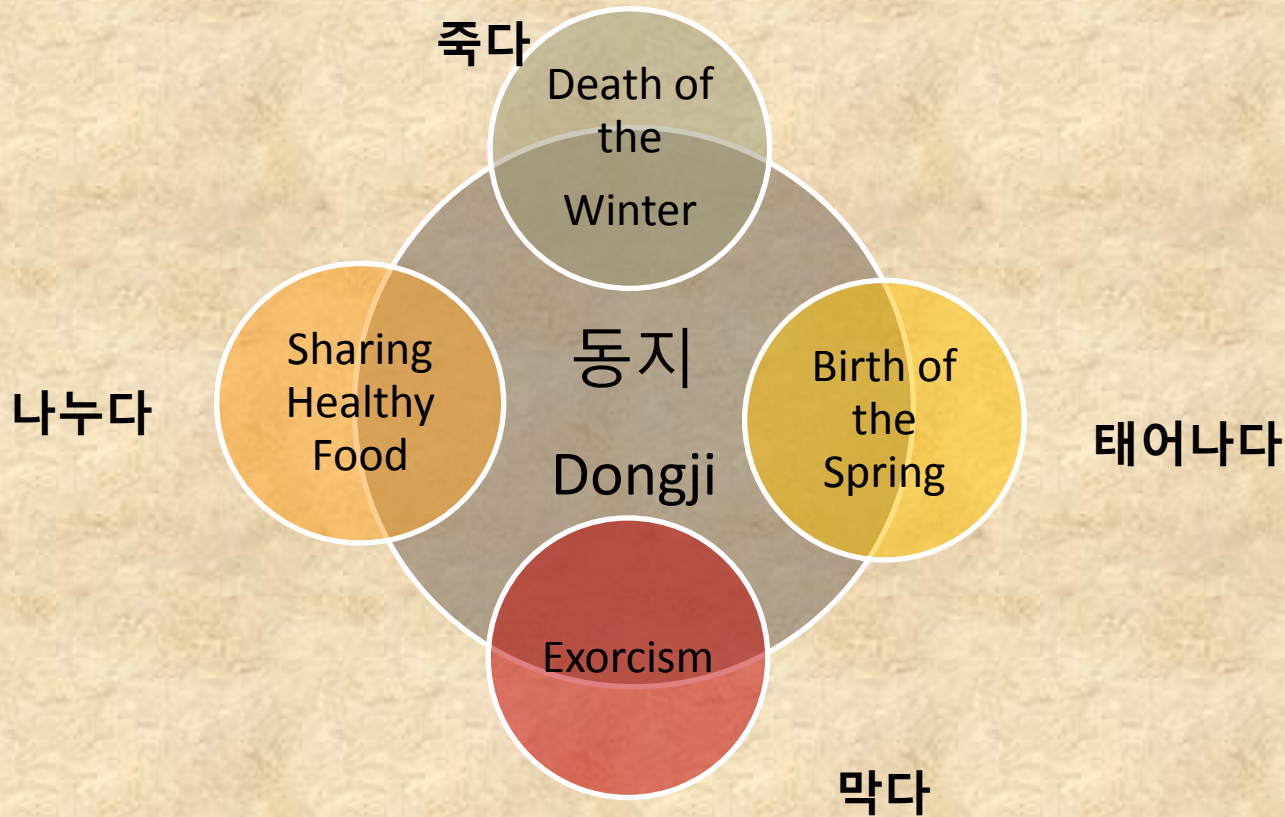 죽다
Death of
the
Winter
동지
Dongji
Sharing
Healthy
Food
나누다
Birth of
the
Spring
태어나다
Exorcism
막다